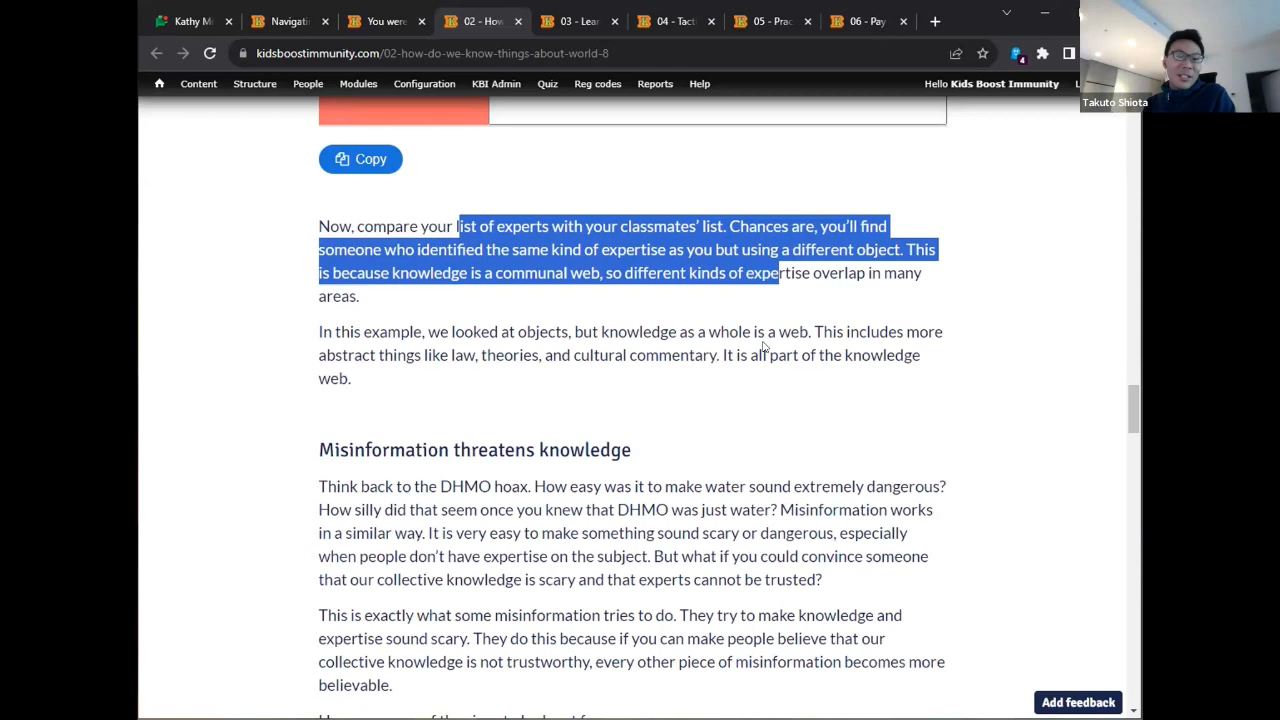 Kathy M
Navigati
You were
02 - How
03 - Lear
04 - Tacti
05 - Prac
06 - Pay
kidsboostimmunity.com/02-how-do-we-know-things-about-world-8
4
Content Structure People Modules Configuration KBI Admin Quiz Reg codes Reports Help Hello Kids Boost Immunity
Takuto Shiota
Copy
Now, compare your list of experts with your classmates’ list. Chances are, you’ll find
someone who identified the same kind of expertise as you but using a different object. This
is because knowledge is a communal web, so different kinds of expertise overlap in many
areas.
In this example, we looked at objects, but knowledge as a whole is a web. This includes more
abstract things like law, theories, and cultural commentary. It is all part of the knowledge
web.
Misinformation threatens knowledge
Think back to the DHMO hoax. How easy was it to make water sound extremely dangerous?
How silly did that seem once you knew that DHMO was just water? Misinformation works
in a similar way. It is very easy to make something sound scary or dangerous, especially
when people don’t have expertise on the subject. But what if you could convince someone
that our collective knowledge is scary and that experts cannot be trusted?
This is exactly what some misinformation tries to do. They try to make knowledge and
expertise sound scary. They do this because if you can make people believe that our
collective knowledge is not trustworthy, every other piece of misinformation becomes more
believable.
Add feedback